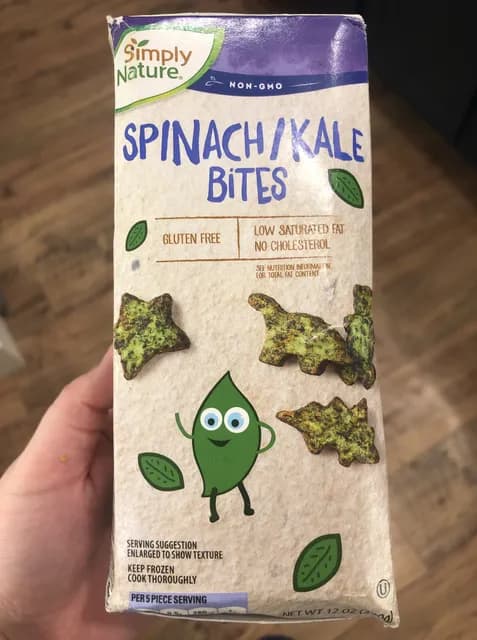 Simply
Nature®
NON-GMO
SPINACH/KALE
BiTES
GLUTEN FREE
LOW SATURATED FAT
NO CHOLESTEROL
SEE NUTRITION INFORMATION
FOR TOTAL FAT CONTENT
SERVING SUGGESTION
ENLARGED TO SHOW TEXTURE
KEEP FROZEN
COOK THOROUGHLY
PER 5 PIECE SERVING
U
NET WT. 12 OZ